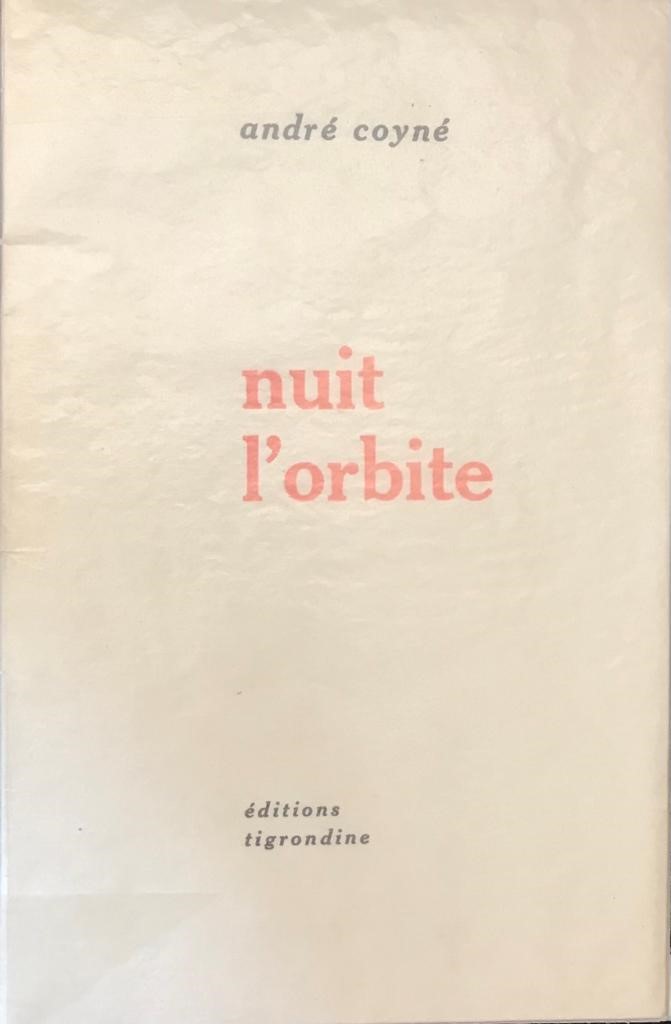 andré coyné
nuit
l'orbite
éditions
tigrondine